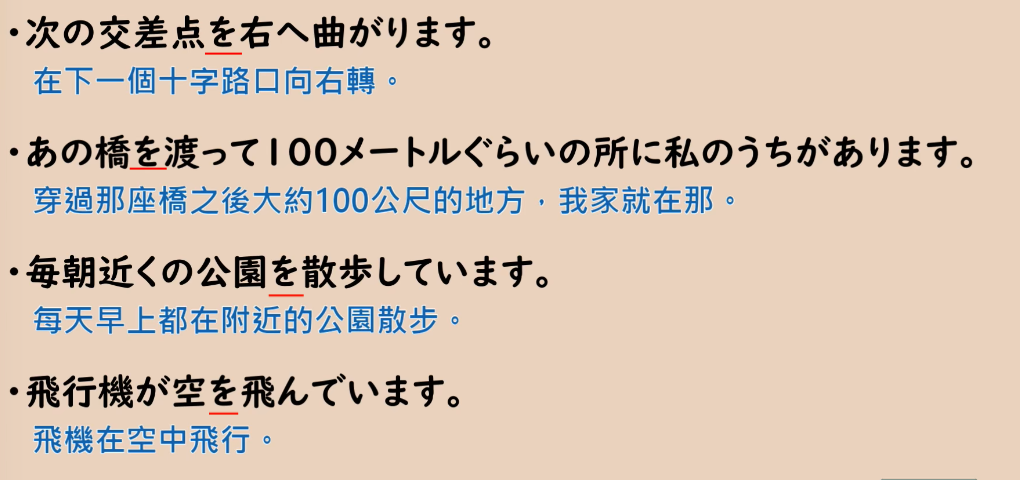 ・次の交差点を右へ曲がります。
在下一個十字路口向右轉。
・あの橋を渡って100メートルぐらいの所に私のうちがあります。
穿過那座橋之後大約100公尺的地方，我家就在那。
・毎朝近くの公園を散歩しています。
每天早上都在附近的公園散步。
・飛行機が空を飛んでいます。
飛機在空中飛行。